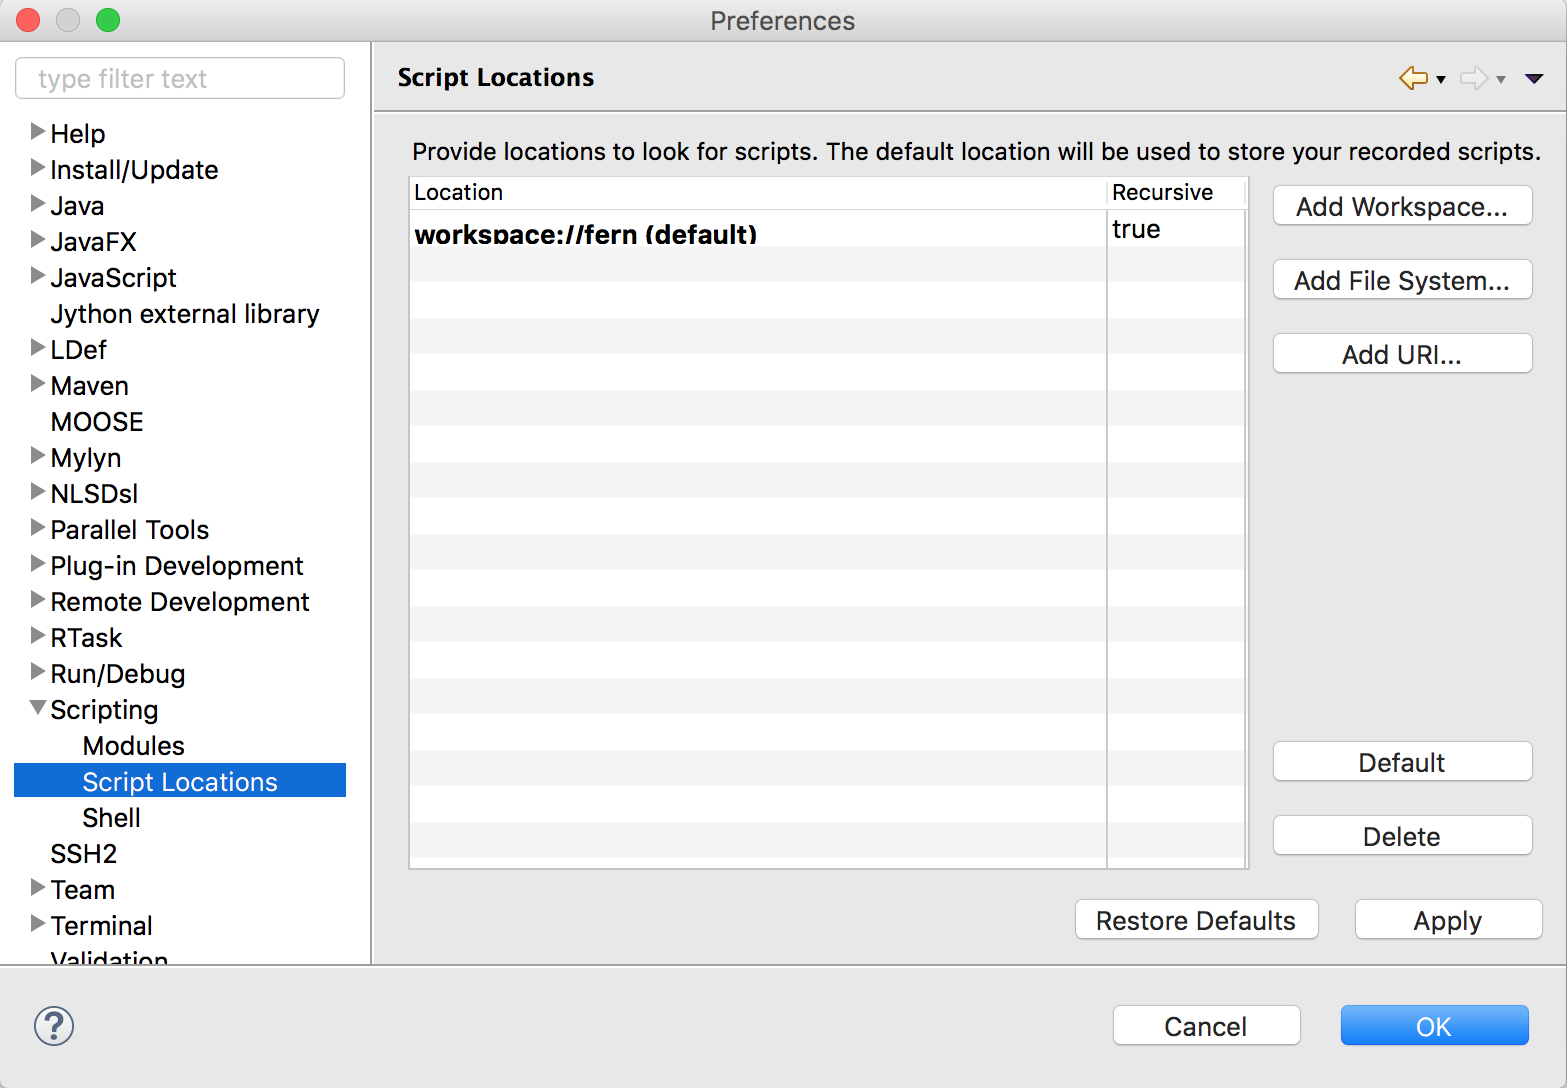 Preferences
type filter text
Help
Install/Update
Java
JavaFX
JavaScript
Jython external library
LDef
Maven
MOOSE
Mylyn
NLSDsl
Parallel Tools
Plug-in Development
Remote Development
RTask
Run/Debug
Scripting
Modules
Script Locations
Shell
SSH2
Team
Terminal
Validation
Script Locations
Provide locations to look for scripts. The default location will be used to store your recorded scripts.
Location Recursive
workspace://fern (default) true
Add Workspace...
Add File System...
Add URI...
Default
Delete
Restore Defaults Apply
? Cancel OK